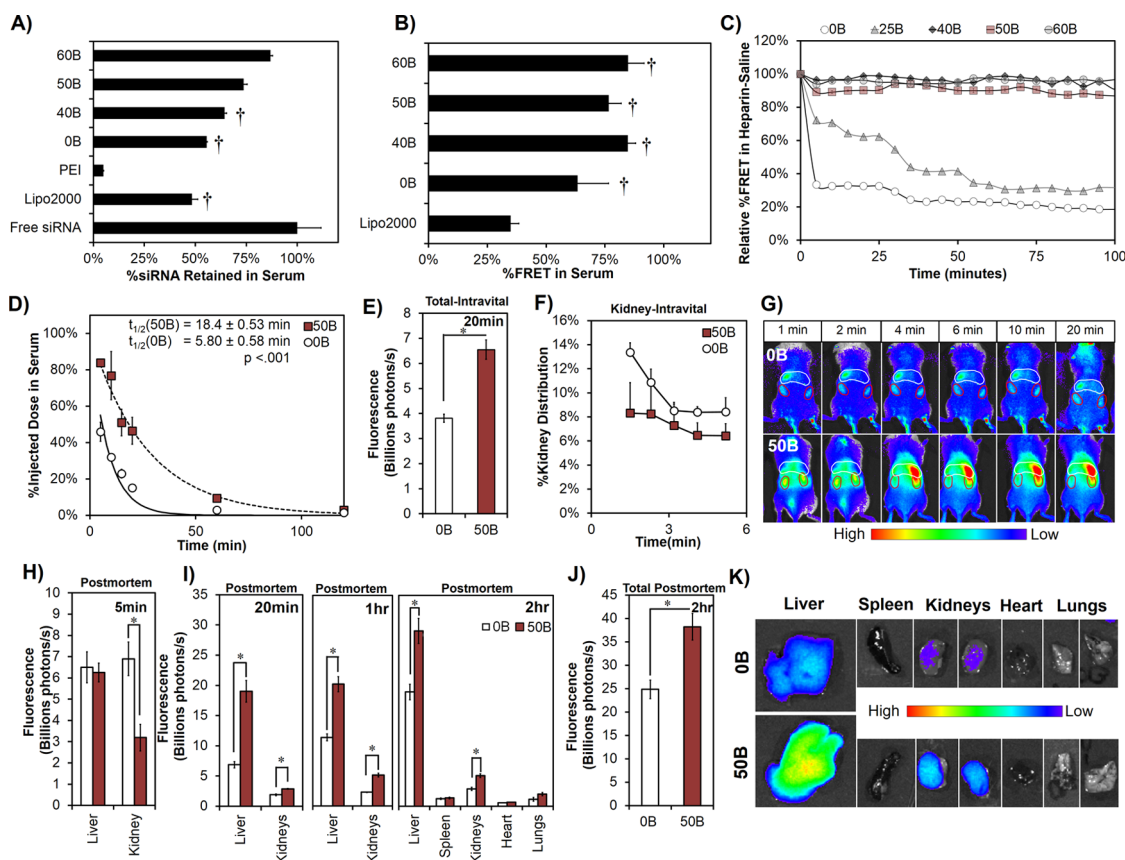 A)
60B
50B
40B
†
0B
†
PEI
Lipo2000
†
Free siRNA
0% 50% 100%
%siRNA Retained in Serum
B)
60B
†
50B
†
40B
†
0B
†
Lipo2000
0% 25% 50% 75% 100%
%FRET in Serum
C)
0B 25B 40B 50B 60B
120%
100%
80%
60%
40%
20%
0%
Relative %FRET in Heparin-Saline
0 25 50 75 100
Time (minutes)
D)
t1/2(50B) = 18.4 ± 0.53 min
t1/2(0B) = 5.80 ± 0.58 min
p <.001
50B
0B
100%
80%
60%
40%
20%
0%
%Injected Dose in Serum
0 50 100
Time (min)
E)
Total-Intravital
20min
*
8
7
6
5
4
3
2
1
0
Fluorescence
(Billions photons/s)
0B 50B
F)
Kidney-Intravital
50B
0B
16%
14%
12%
10%
8%
6%
4%
2%
0%
%Kidney Distribution
0 2 4 6
Time(min)
G)
1 min 2 min 4 min 6 min 10 min 20 min
0B
50B
High Low
H)
Postmortem
5min
*
10
9
8
7
6
5
4
3
2
1
0
Fluorescence
(Billions photons/s)
Liver
Kidney
I)
Postmortem
20min
35
30
25
20
15
10
5
0
Fluorescence
(Billions photons/s)
*
*
Liver
Kidneys
Postmortem
1hr
*
*
Liver
Kidneys
Postmortem
2hr
0B 50B
*
*
Liver
Spleen
Kidneys
Heart
Lungs
J)
Total Postmortem
2hr
*
45
40
35
30
25
20
15
10
5
0
Fluorescence
(Billions photons/s)
0B 50B
K)
Liver Spleen Kidneys Heart Lungs
0B
High Low
50B